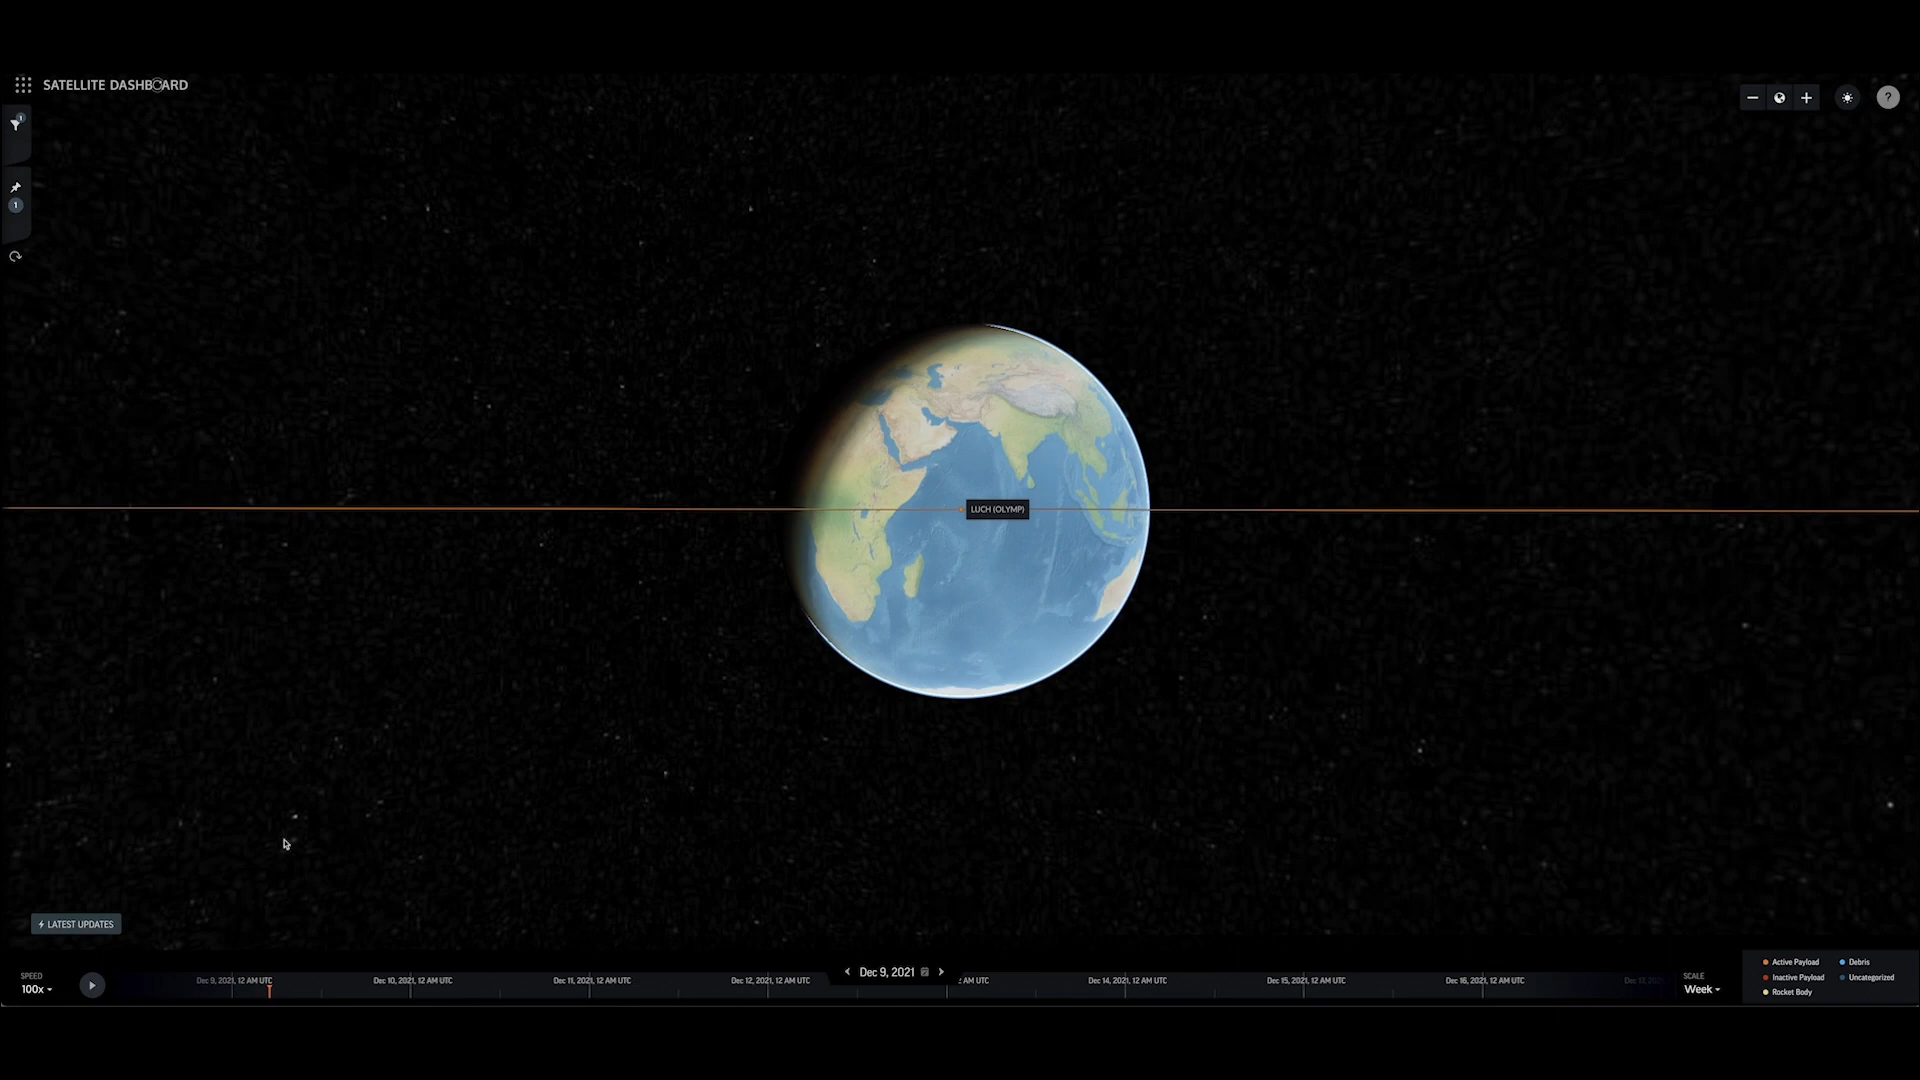 SATELLITE DASHBOARD
?
1
1
LUCH (OLYMP)
LATEST UPDATES
SPEED
100x
Dec 9, 2021
Dec 9, 2021, 12 AM UTC
Dec 10, 2021, 12 AM UTC
Dec 11, 2021, 12 AM UTC
Dec 12, 2021, 12 AM UTC
AM UTC
Dec 14, 2021, 12 AM UTC
Dec 15, 2021, 12 AM UTC
Dec 16, 2021, 12 AM UTC
SCALE
Week
Active Payload
Debris
Inactive Payload
Uncategorized
Rocket Body